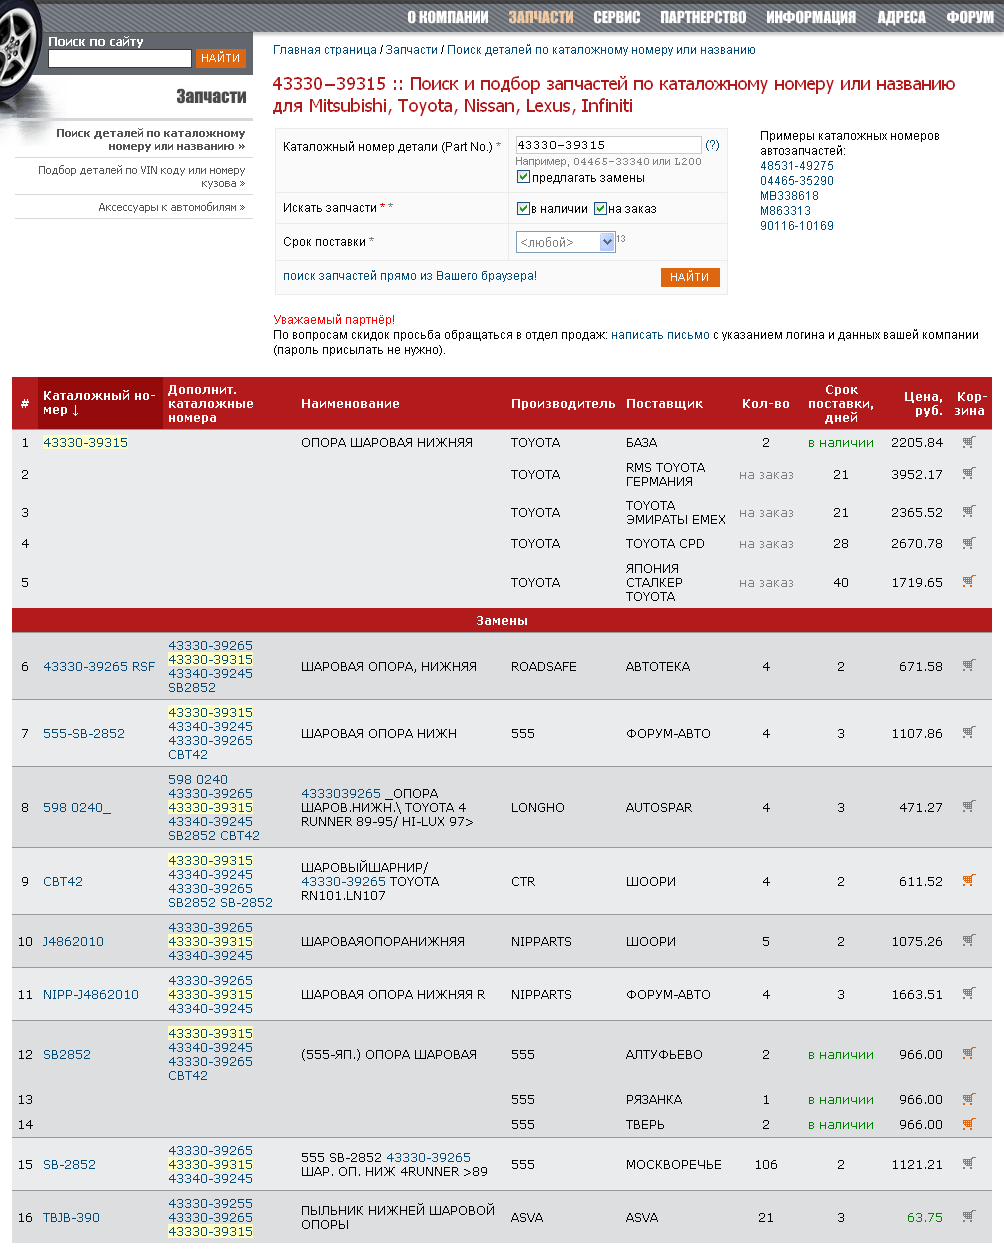 О КОМПАНИИ ЗАПЧАСТИ СЕРВИС ПАРТНЕРСТВО ИНФОРМАЦИЯ АДРЕСА ФОРУМ
Поиск по сайту
НАЙТИ
Запчасти
Поиск деталей по каталожному
номеру или названию »
Подбор деталей по VIN коду или номеру
кузова »
Аксессуары к автомобилям »
Главная страница / Запчасти / Поиск деталей по каталожному номеру или названию
43330-39315 :: Поиск и подбор запчастей по каталожному номеру или названию
для Mitsubishi, Toyota, Nissan, Lexus, Infiniti
Каталожный номер детали (Part No.) * 43330-39315 (?)
Например, 04465-33340 или L200
предлагать замены
Искать запчасти * * в наличии на заказ
Срок поставки * <любой> 13
поиск запчастей прямо из Вашего браузера! НАЙТИ
Примеры каталожных номеров
автозапчастей:
48531-49275
04465-35290
MB338618
M863313
90116-10169
Уважаемый партнёр!
По вопросам скидок просьба обращаться в отдел продаж: написать письмо с указанием логина и данных вашей компании
(пароль присылать не нужно).
# Каталожный но-
мер ↓
Дополнит.
каталожные
номера
Наименование Производитель Поставщик Кол-во
Срок
поставки,
дней
Цена,
руб.
Кор-
зина
1 43330-39315 ОПОРА ШАРОВАЯ НИЖНЯЯ TOYOTA БАЗА 2 в наличии 2205.84
2 TOYOTA RMS TOYOTA
ГЕРМАНИЯ на заказ 21 3952.17
3 TOYOTA TOYOTA
ЭМИРАТЫ EMEX на заказ 21 2365.52
4 TOYOTA TOYOTA CPD на заказ 28 2670.78
5 TOYOTA ЯПОНИЯ
СТАЛКЕР
TOYOTA на заказ 40 1719.65
Замены
6 43330-39265 RSF
43330-39265
43330-39315
43340-39245
SB2852
ШАРОВАЯ ОПОРА, НИЖНЯЯ ROADSAFE АВТОТЕКА 4 2 671.58
7 555-SB-2852
43330-39315
43340-39245
43330-39265
CBT42
ШАРОВАЯ ОПОРА НИЖН 555 ФОРУМ-АВТО 4 3 1107.86
8 598 0240_
598 0240
43330-39265
43330-39315
43340-39245
SB2852 CBT42
4333039265 _ОПОРА
ШАРОВ.НИЖН.\ TOYOTA 4
RUNNER 89-95/ HI-LUX 97>
LONGHO AUTOSPAR 4 3 471.27
9 CBT42
43330-39315
43340-39245
43330-39265
SB2852 SB-2852
ШАРОВЫЙШАРНИР/
43330-39265 TOYOTA
RN101.LN107
CTR ШООРИ 4 2 611.52
10 J4862010
43330-39265
43330-39315
43340-39245
ШАРОВАЯОПОРАНИЖНЯЯ NIPPARTS ШООРИ 5 2 1075.26
11 NIPP-J4862010
43330-39265
43330-39315
43340-39245
ШАРОВАЯ ОПОРА НИЖНЯЯ R NIPPARTS ФОРУМ-АВТО 4 3 1663.51
12 SB2852
43330-39315
43340-39245
43330-39265
CBT42
(555-ЯП.) ОПОРА ШАРОВАЯ 555 АЛТУФЬЕВО 2 в наличии 966.00
13 555 РЯЗАНКА 1 в наличии 966.00
14 555 ТВЕРЬ 2 в наличии 966.00
15 SB-2852
43330-39265
43330-39315
43340-39245
555 SB-2852 43330-39265
ШАР. ОП. НИЖ 4RUNNER >89
555 МОСКВОРЕЧЬЕ 106 2 1121.21
16 TBJB-390
43330-39255
43330-39265
43330-39315
ПЫЛЬНИК НИЖНЕЙ ШАРОВОЙ
ОПОРЫ
ASVA ASVA 21 3 63.75